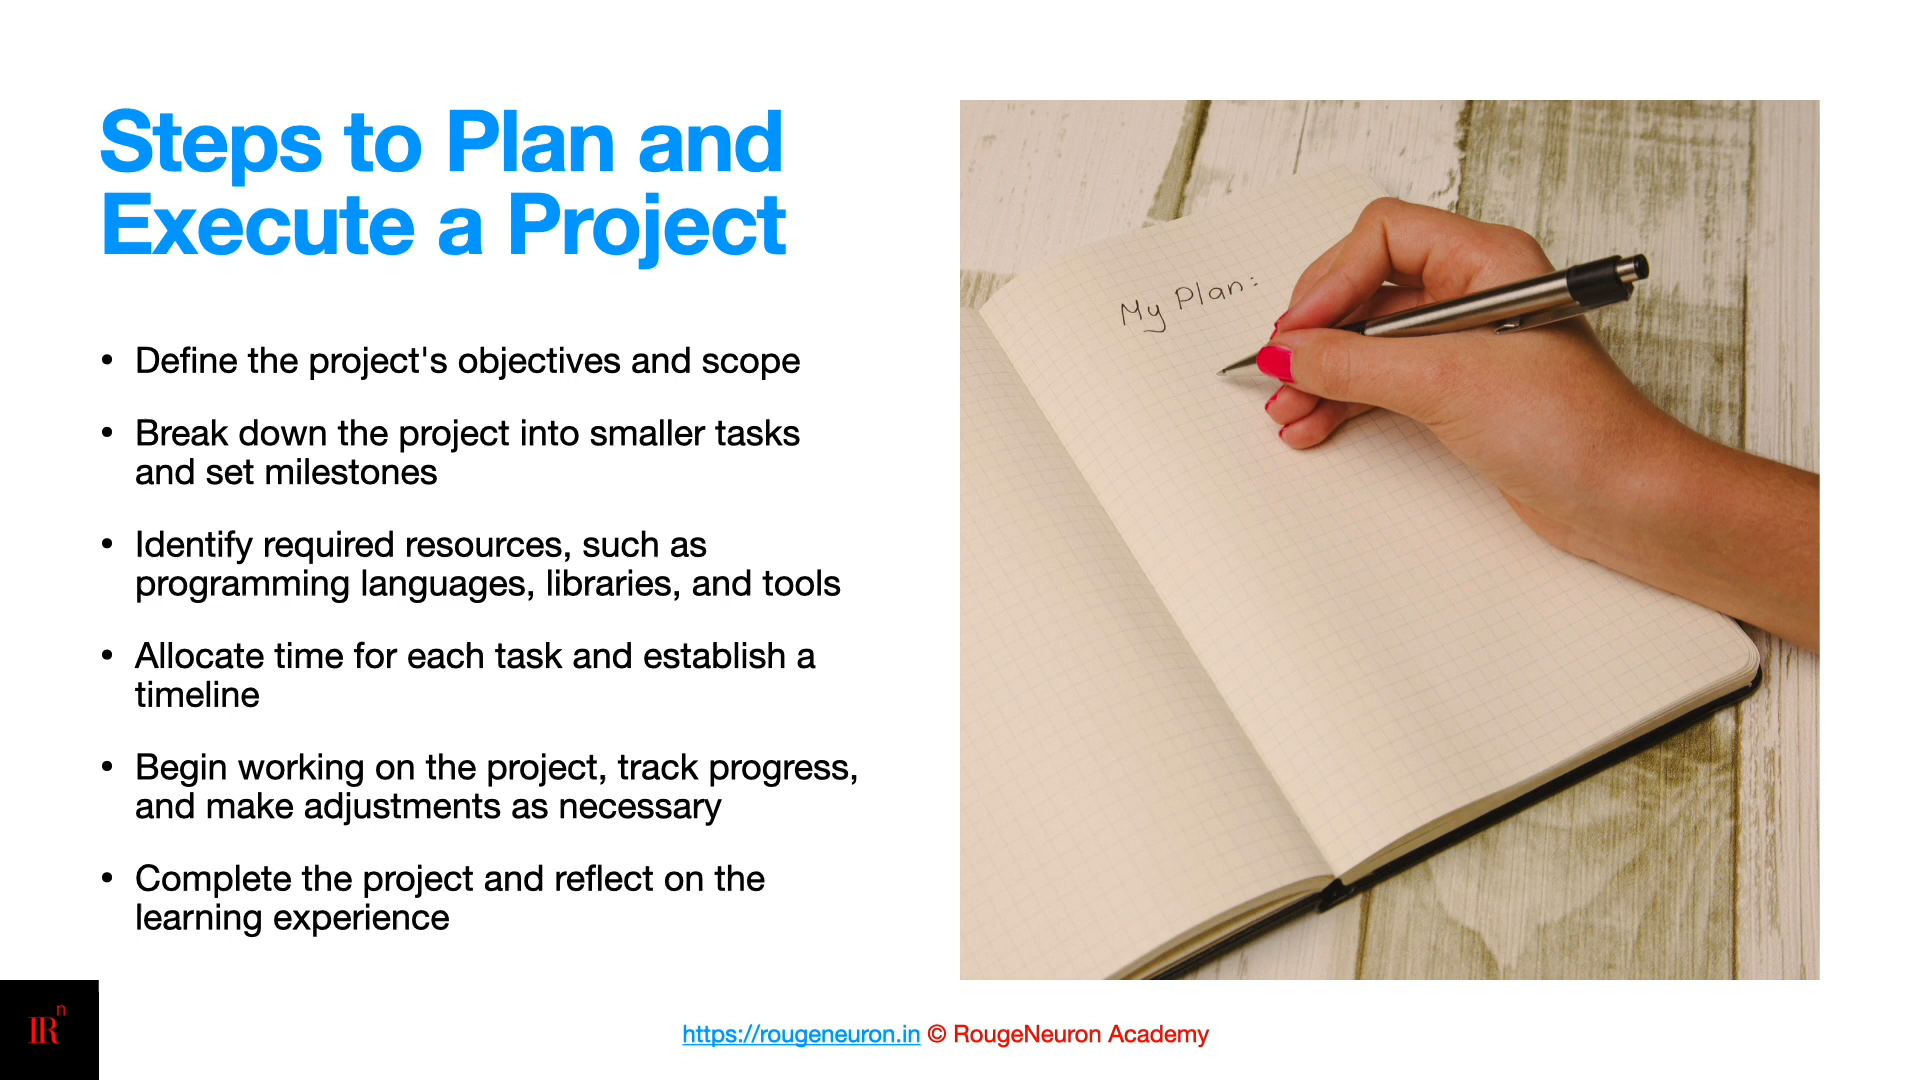 Steps to Plan and
Execute a Project
• Define the project's objectives and scope
• Break down the project into smaller tasks
and set milestones
• Identify required resources, such as
programming languages, libraries, and tools
• Allocate time for each task and establish a
timeline
• Begin working on the project, track progress,
and make adjustments as necessary
• Complete the project and reflect on the
learning experience
My Plan:
IR n
https://rougeneuron.in © RougeNeuron Academy